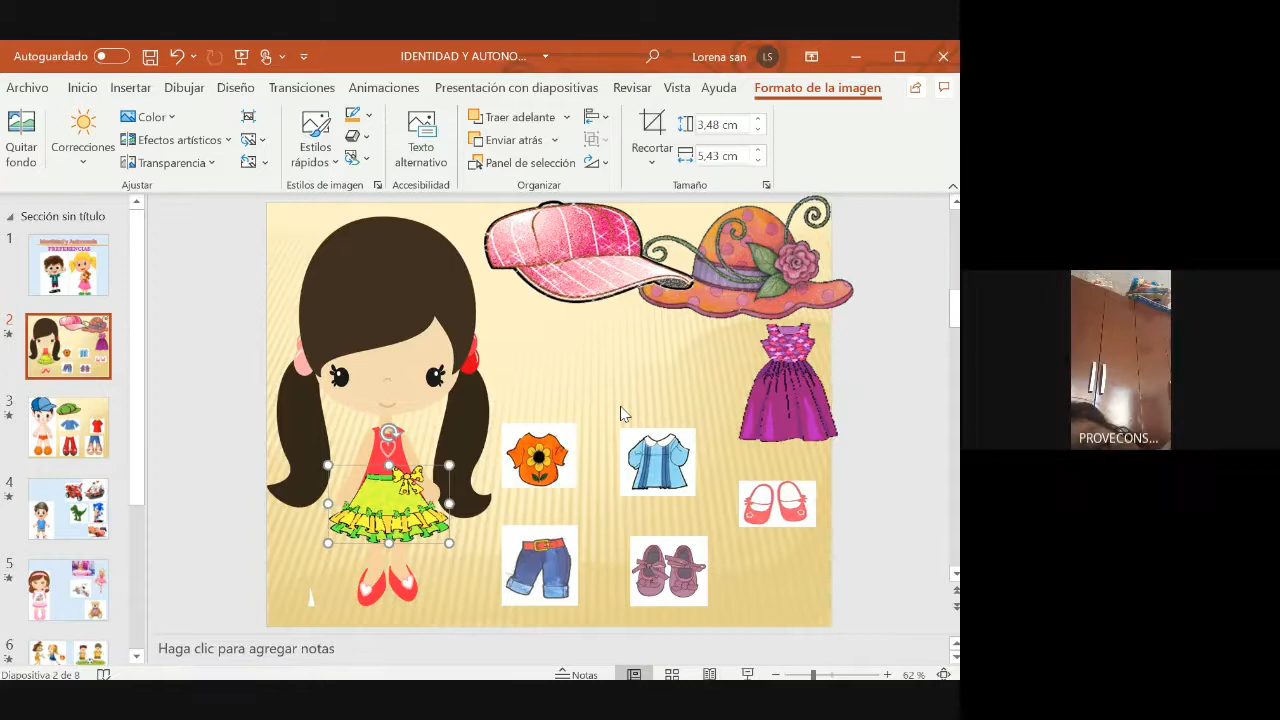 Autoguardado
IDENTIDAD Y AUTONO...
Lorena san
LS
Archivo Inicio Insertar Dibujar Diseño Transiciones Animaciones Presentación con diapositivas Revisar Vista Ayuda Formato de la imagen
Quitar fondo
Correcciones
Color
Efectos artísticos
Transparencia
Ajustar
Estilos rápidos
Estilos de imagen
Texto alternativo
Accesibilidad
Traer adelante
Enviar atrás
Panel de selección
Organizar
Recortar
3,48 cm
5,43 cm
Tamaño
Sección sin título
1
Identidad y Autonomía
PREFERENCIAS
2
3
4
5
6
PROVECONS...
Haga clic para agregar notas
Diapositiva 2 de 8
Notas
62 %